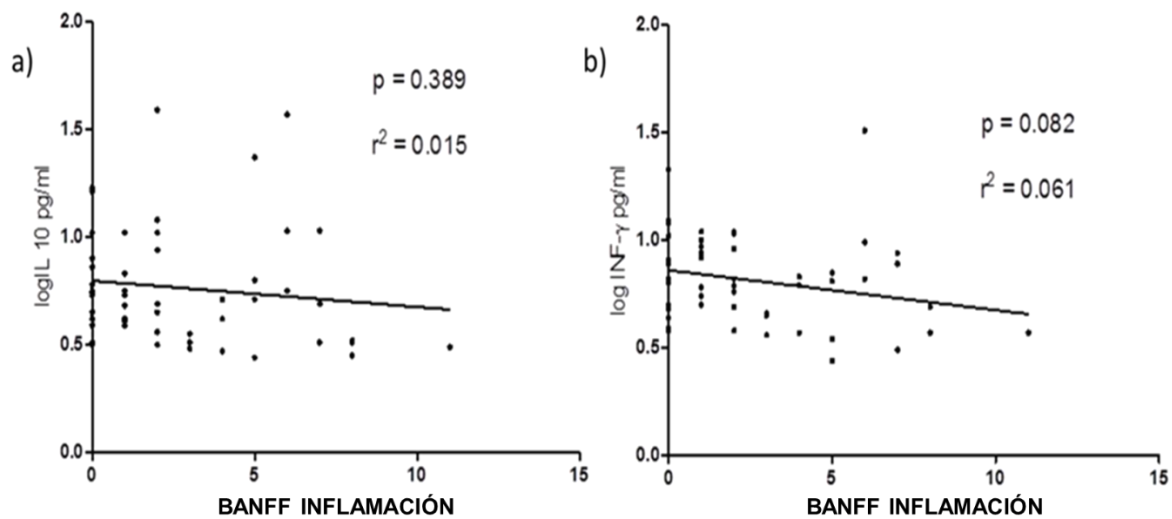 a)
2.0
1.5
1.0
0.5
0.0
logIL 10 pg/ml
p = 0.389
r² = 0.015
0 5 10 15
BANFF INFLAMACIÓN
b)
2.0
1.5
1.0
0.5
0.0
log INF-γ pg/ml
p = 0.082
r² = 0.061
0 5 10 15
BANFF INFLAMACIÓN